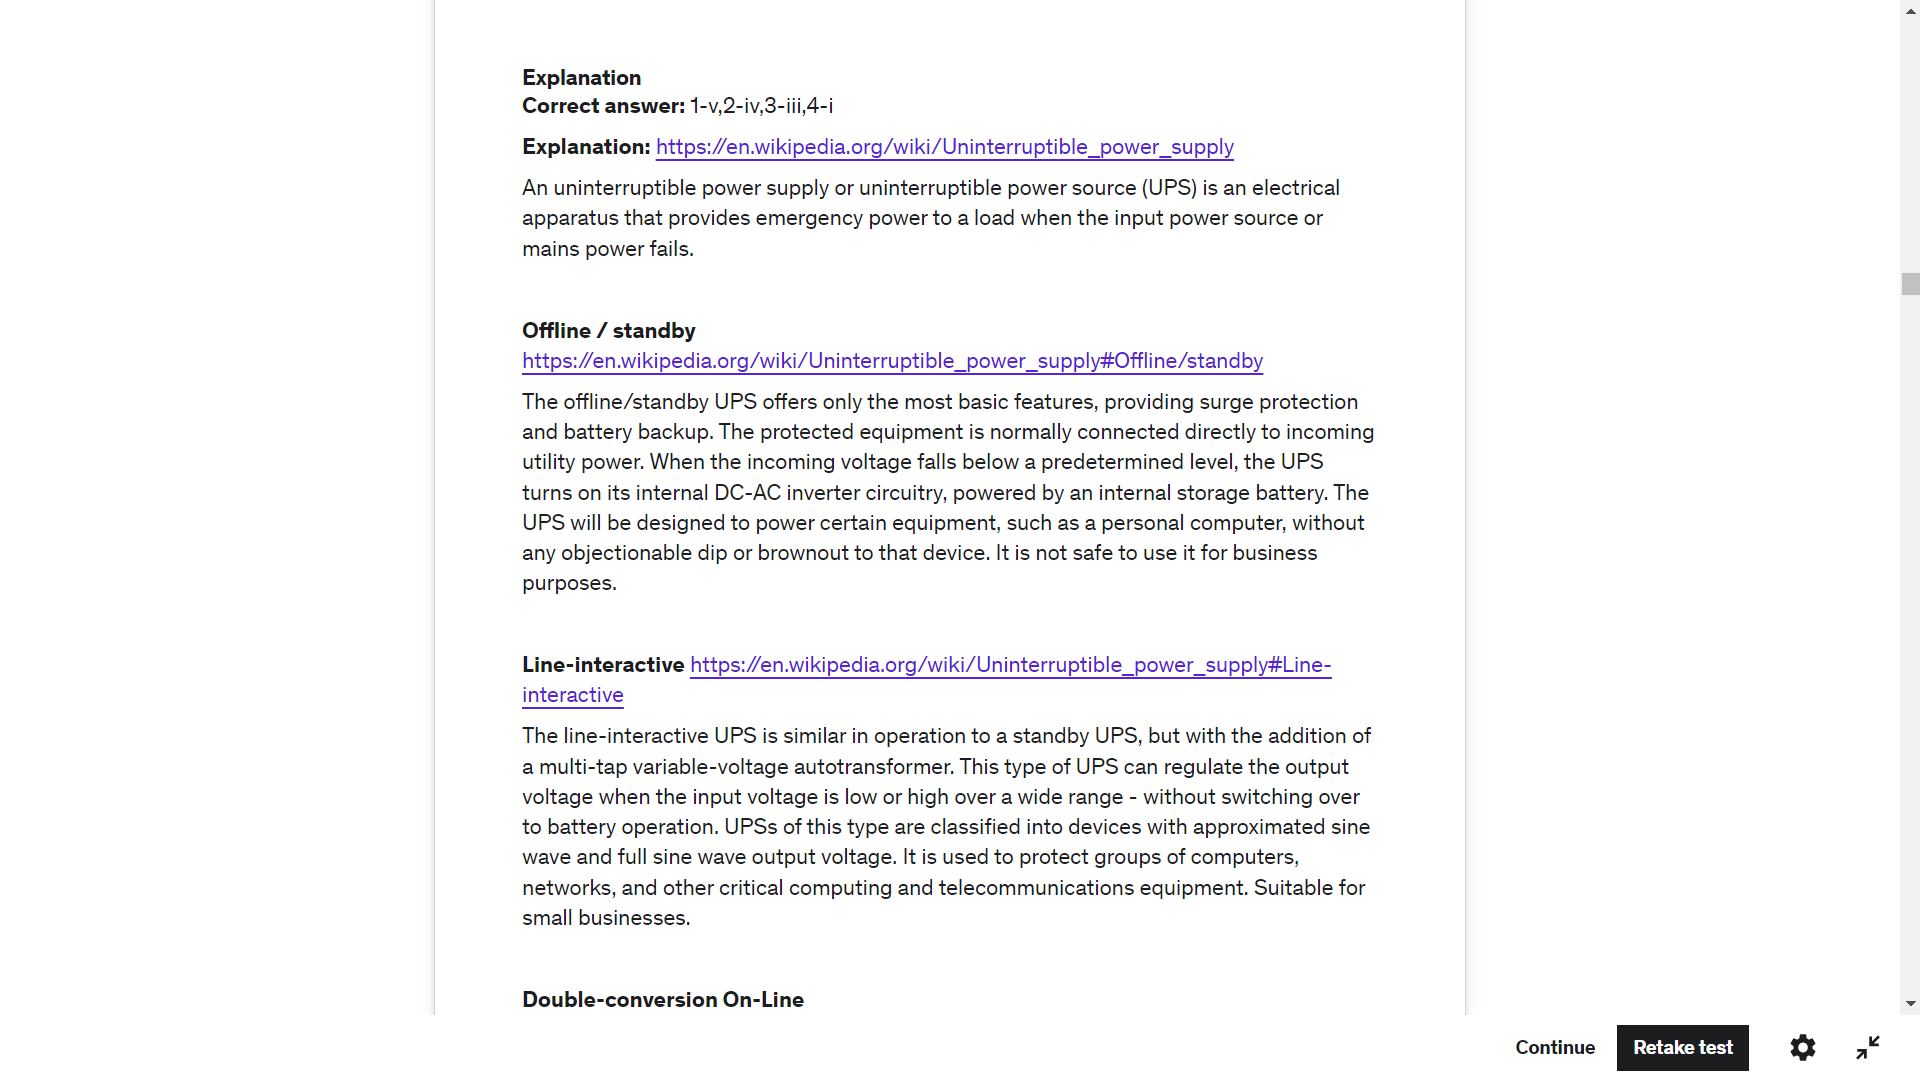 Explanation
Correct answer: 1-v,2-iv,3-iii,4-i
Explanation: https://en.wikipedia.org/wiki/Uninterruptible_power_supply
An uninterruptible power supply or uninterruptible power source (UPS) is an electrical
apparatus that provides emergency power to a load when the input power source or
mains power fails.
Offline / standby
https://en.wikipedia.org/wiki/Uninterruptible_power_supply#Offline/standby
The offline/standby UPS offers only the most basic features, providing surge protection
and battery backup. The protected equipment is normally connected directly to incoming
utility power. When the incoming voltage falls below a predetermined level, the UPS
turns on its internal DC-AC inverter circuitry, powered by an internal storage battery. The
UPS will be designed to power certain equipment, such as a personal computer, without
any objectionable dip or brownout to that device. It is not safe to use it for business
purposes.
Line-interactive https://en.wikipedia.org/wiki/Uninterruptible_power_supply#Line-
interactive
The line-interactive UPS is similar in operation to a standby UPS, but with the addition of
a multi-tap variable-voltage autotransformer. This type of UPS can regulate the output
voltage when the input voltage is low or high over a wide range - without switching over
to battery operation. UPSs of this type are classified into devices with approximated sine
wave and full sine wave output voltage. It is used to protect groups of computers,
networks, and other critical computing and telecommunications equipment. Suitable for
small businesses.
Double-conversion On-Line
Continue
Retake test